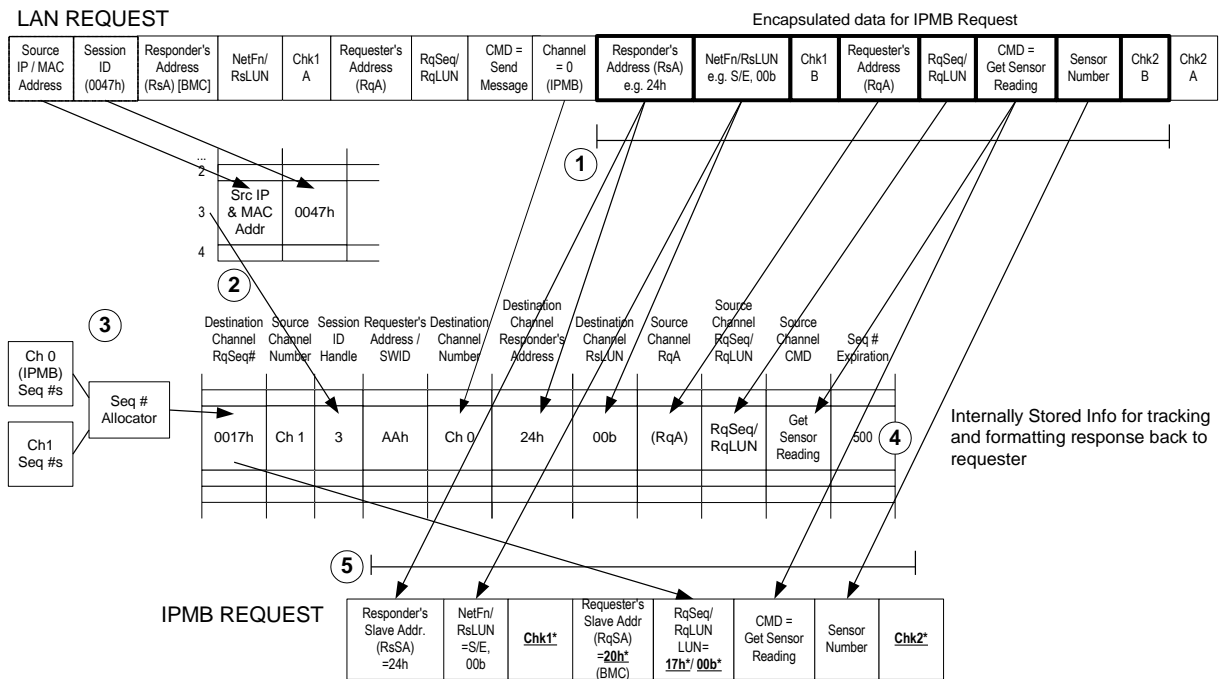 LAN REQUEST
Encapsulated data for IPMB Request
Source
IP / MAC
Address
Session
ID
(0047h)
Responder's
Address
(RsA) [BMC]
NetFn/
RsLUN
Chk1
A
Requester's
Address
(RqA)
RqSeq/
RqLUN
CMD =
Send
Message
Channel
= 0
(IPMB)
Responder's
Address (RsA)
e.g. 24h
NetFn/RsLUN
e.g. S/E, 00b
Chk1
B
Requester's
Address
(RqA)
RqSeq/
RqLUN
CMD =
Get Sensor
Reading
Sensor
Number
Chk2
B
Chk2
A
1
...
2
3
Src IP
& MAC
Addr
0047h
4
2
3
Destination
Channel
RqSeq#
Source
Channel
Number
Session
ID
Handle
Requester's
Address /
SWID
Destination
Channel
Number
Destination
Channel
Responder's
Address
Destination
Channel
RsLUN
Source
Channel
RqA
Source
Channel
RqSeq/
RqLUN
Source
Channel
CMD
Seq #
Expiration
Ch 0
(IPMB)
Seq #s
Ch1
Seq #s
Seq #
Allocator
0017h
Ch 1
3
AAh
Ch 0
24h
00b
(RqA)
RqSeq/
RqLUN
Get
Sensor
Reading
500
4
Internally Stored Info for tracking
and formatting response back to
requester
5
IPMB REQUEST
Responder's
Slave Addr.
(RsSA)
=24h
NetFn/
RsLUN
=S/E,
00b
Chk1*
Requester's
Slave Addr
(RqSA)
=20h*
(BMC)
RqSeq/
RqLUN
LUN=
17h*/ 00b*
CMD =
Get Sensor
Reading
Sensor
Number
Chk2*